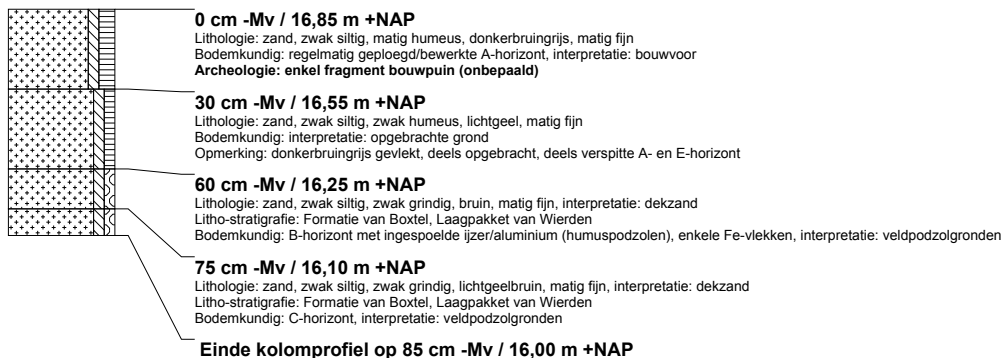 0 cm -Mv / 16,85 m +NAP
Lithologie: zand, zwak siltig, matig humeus, donkerbruingrijs, matig fijn
Bodemkundig: regelmatig geploegd/bewerkte A-horizont, interpretatie: bouwvoor
Archeologie: enkel fragment bouwpuin (onbepaald)
30 cm -Mv / 16,55 m +NAP
Lithologie: zand, zwak siltig, zwak humeus, lichtgeel, matig fijn
Bodemkundig: interpretatie: opgebrachte grond
Opmerking: donkerbruingrijs gevlekt, deels opgebracht, deels verspitte A- en E-horizont
60 cm -Mv / 16,25 m +NAP
Lithologie: zand, zwak siltig, zwak grindig, bruin, matig fijn, interpretatie: dekzand
Litho-stratigrafie: Formatie van Boxtel, Laagpakket van Wierden
Bodemkundig: B-horizont met ingespoelde ijzer/aluminium (humuspodzolen), enkele Fe-vlekken, interpretatie: veldpodzolgronden
75 cm -Mv / 16,10 m +NAP
Lithologie: zand, zwak siltig, zwak grindig, lichtgeelbruin, matig fijn, interpretatie: dekzand
Litho-stratigrafie: Formatie van Boxtel, Laagpakket van Wierden
Bodemkundig: C-horizont, interpretatie: veldpodzolgronden
Einde kolomprofiel op 85 cm -Mv / 16,00 m +NAP